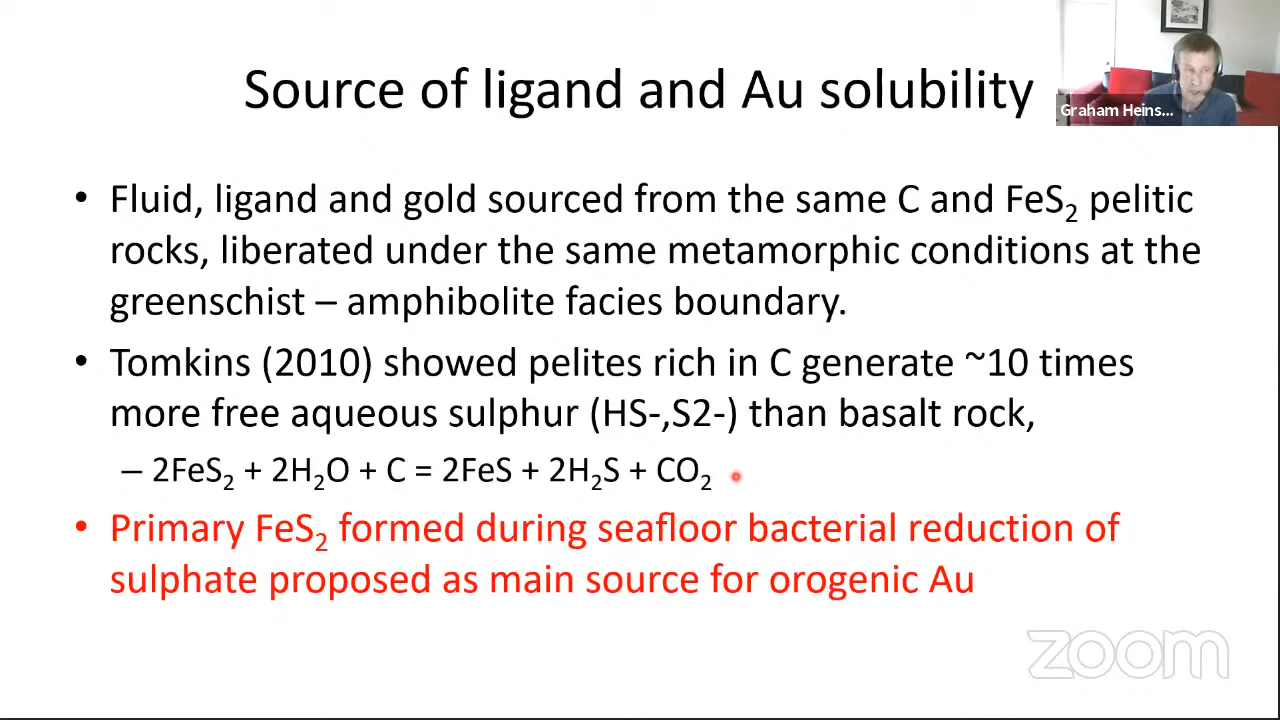 Source of ligand and Au solubility
Graham Heins...
• Fluid, ligand and gold sourced from the same C and FeS₂ pelitic
rocks, liberated under the same metamorphic conditions at the
greenschist – amphibolite facies boundary.
• Tomkins (2010) showed pelites rich in C generate ~10 times
more free aqueous sulphur (HS-,S2-) than basalt rock,
– 2FeS₂ + 2H₂O + C = 2FeS + 2H₂S + CO₂
• Primary FeS₂ formed during seafloor bacterial reduction of
sulphate proposed as main source for orogenic Au
zoom